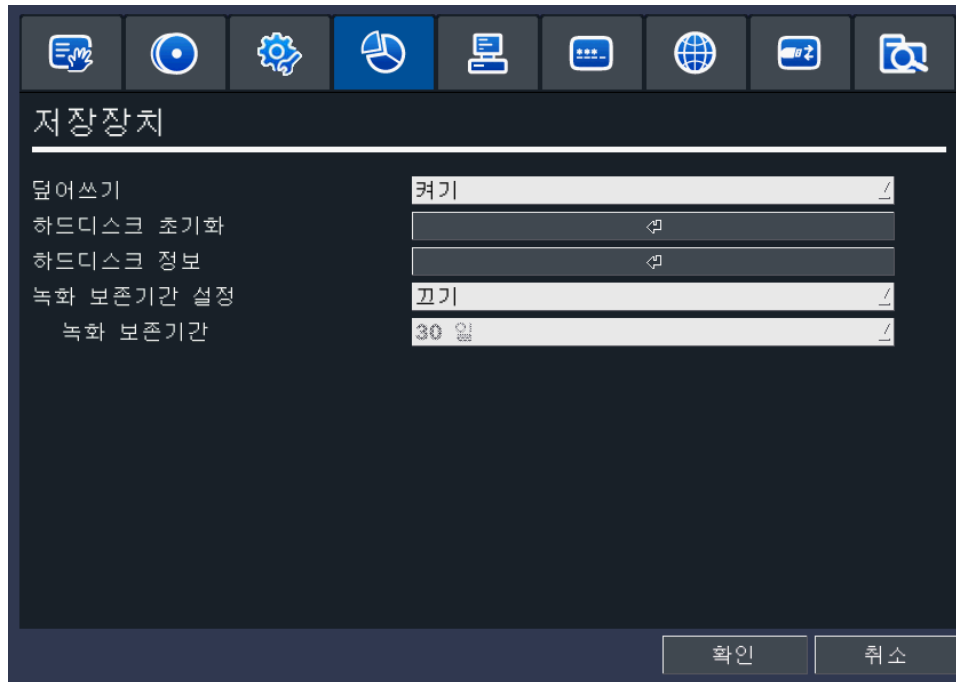 저장장치
덮어쓰기 켜기
하드디스크 초기화
하드디스크 정보
녹화 보존기간 설정 끄기
녹화 보존기간 30 일
확인 취소